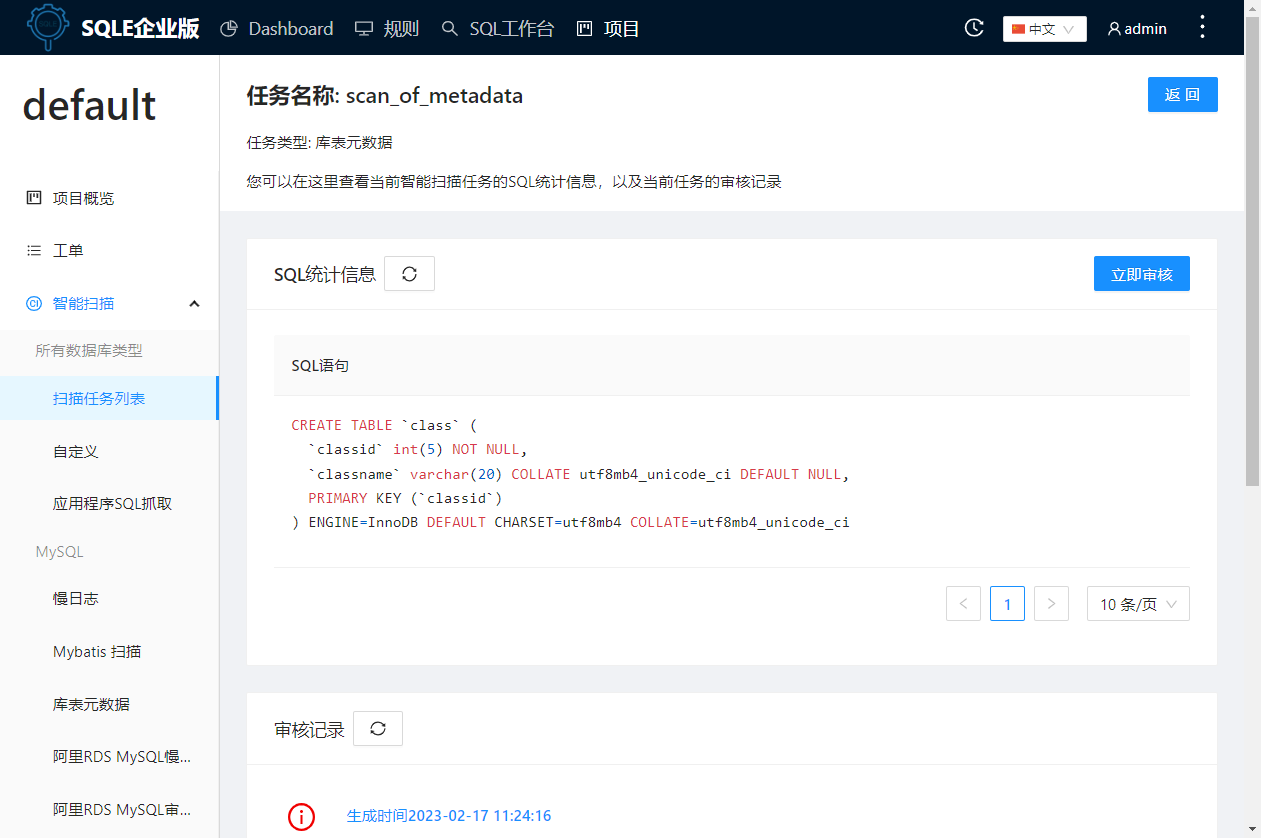 SQLE企业版 Dashboard 规则 SQL工作台 项目 中文 admin
default
项目概览
工单
智能扫描
所有数据库类型
扫描任务列表
自定义
应用程序SQL抓取
MySQL
慢日志
Mybatis 扫描
库表元数据
阿里RDS MySQL慢...
阿里RDS MySQL审...
任务名称: scan_of_metadata
返 回
任务类型: 库表元数据
您可以在这里查看当前智能扫描任务的SQL统计信息，以及当前任务的审核记录
SQL统计信息
立即审核
SQL语句
CREATE TABLE `class` (
`classid` int(5) NOT NULL,
`classname` varchar(20) COLLATE utf8mb4_unicode_ci DEFAULT NULL,
PRIMARY KEY (`classid`)
) ENGINE=InnoDB DEFAULT CHARSET=utf8mb4 COLLATE=utf8mb4_unicode_ci
< 1 > 10 条/页
审核记录
生成时间2023-02-17 11:24:16